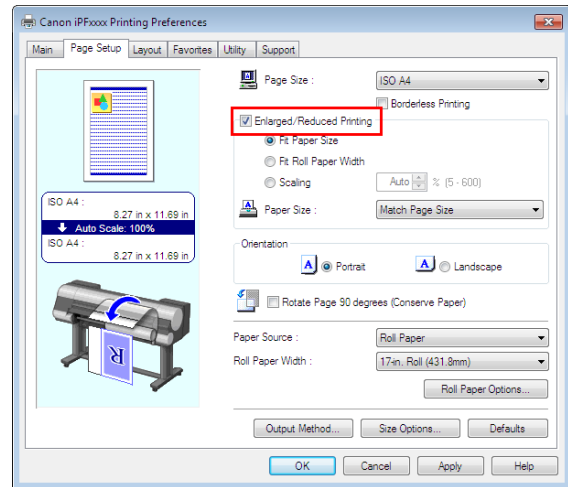 Canon iPFxxxx Printing Preferences
Main Page Setup Layout Favorites Utility Support
Page Size : ISO A4
Borderless Printing
Enlarged/Reduced Printing
Fit Paper Size
Fit Roll Paper Width
Scaling Auto % (5 - 600)
Paper Size : Match Page Size
ISO A4 :
8.27 in x 11.69 in
Auto Scale: 100%
ISO A4 :
8.27 in x 11.69 in
Orientation
A Portrait A Landscape
Rotate Page 90 degrees (Conserve Paper)
R
Paper Source : Roll Paper
Roll Paper Width : 17-in. Roll (431.8mm)
Roll Paper Options...
Output Method... Size Options... Defaults
OK Cancel Apply Help